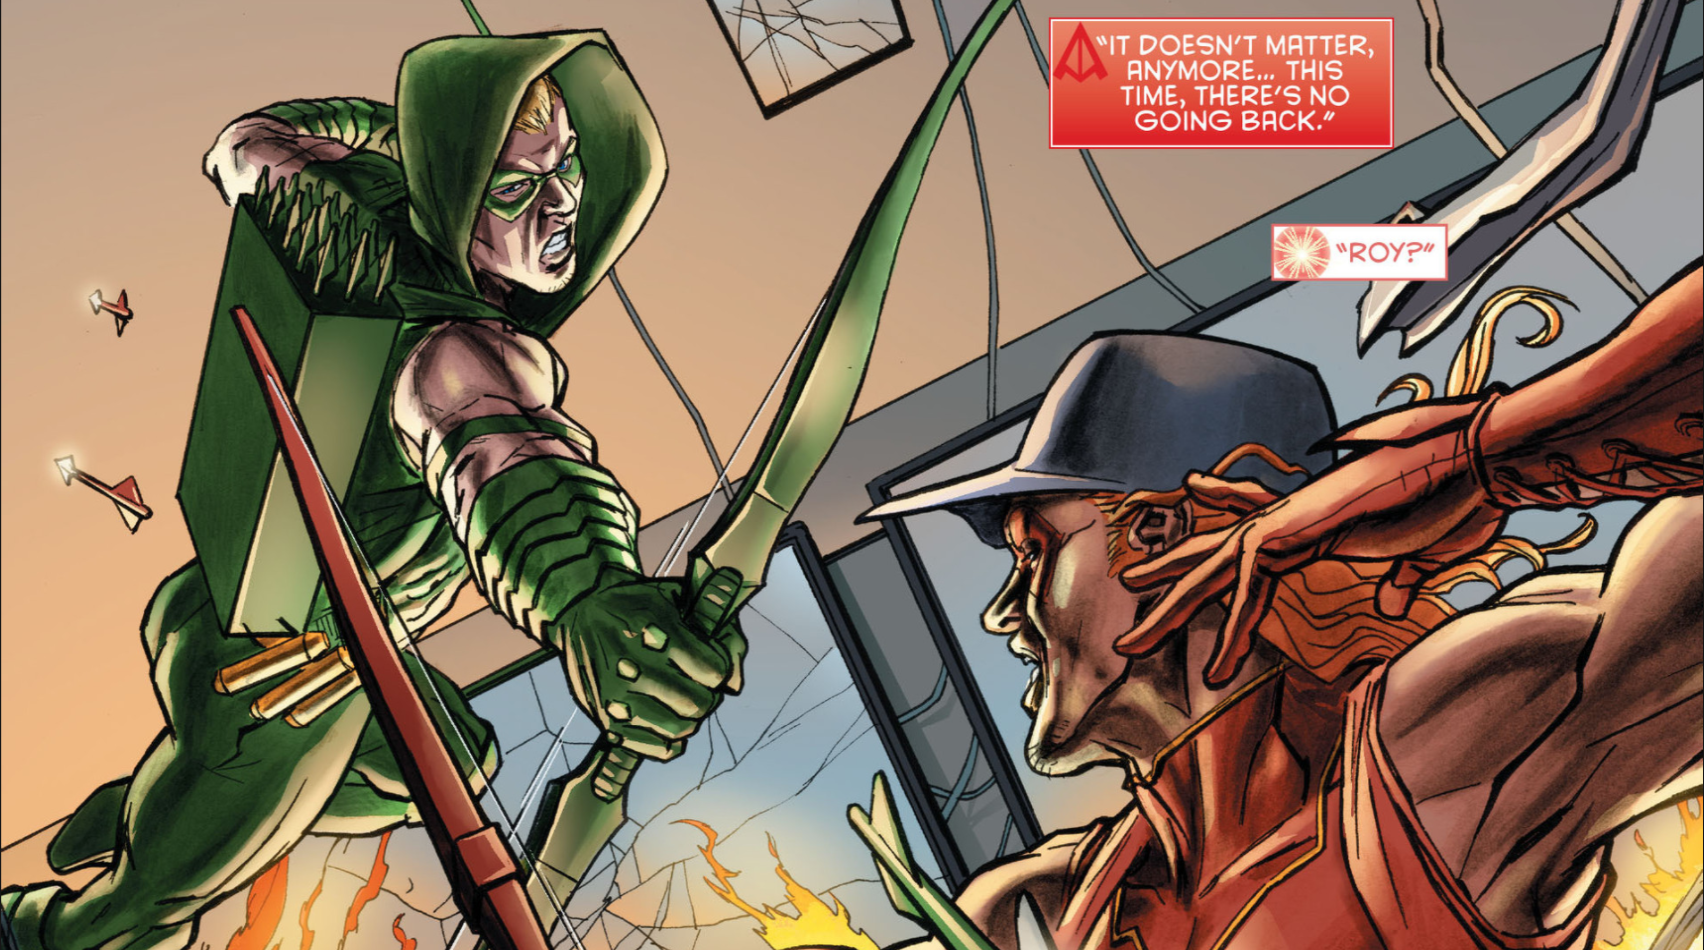 "IT DOESN'T MATTER,
ANYMORE... THIS
TIME, THERE'S NO
GOING BACK."
"ROY?"